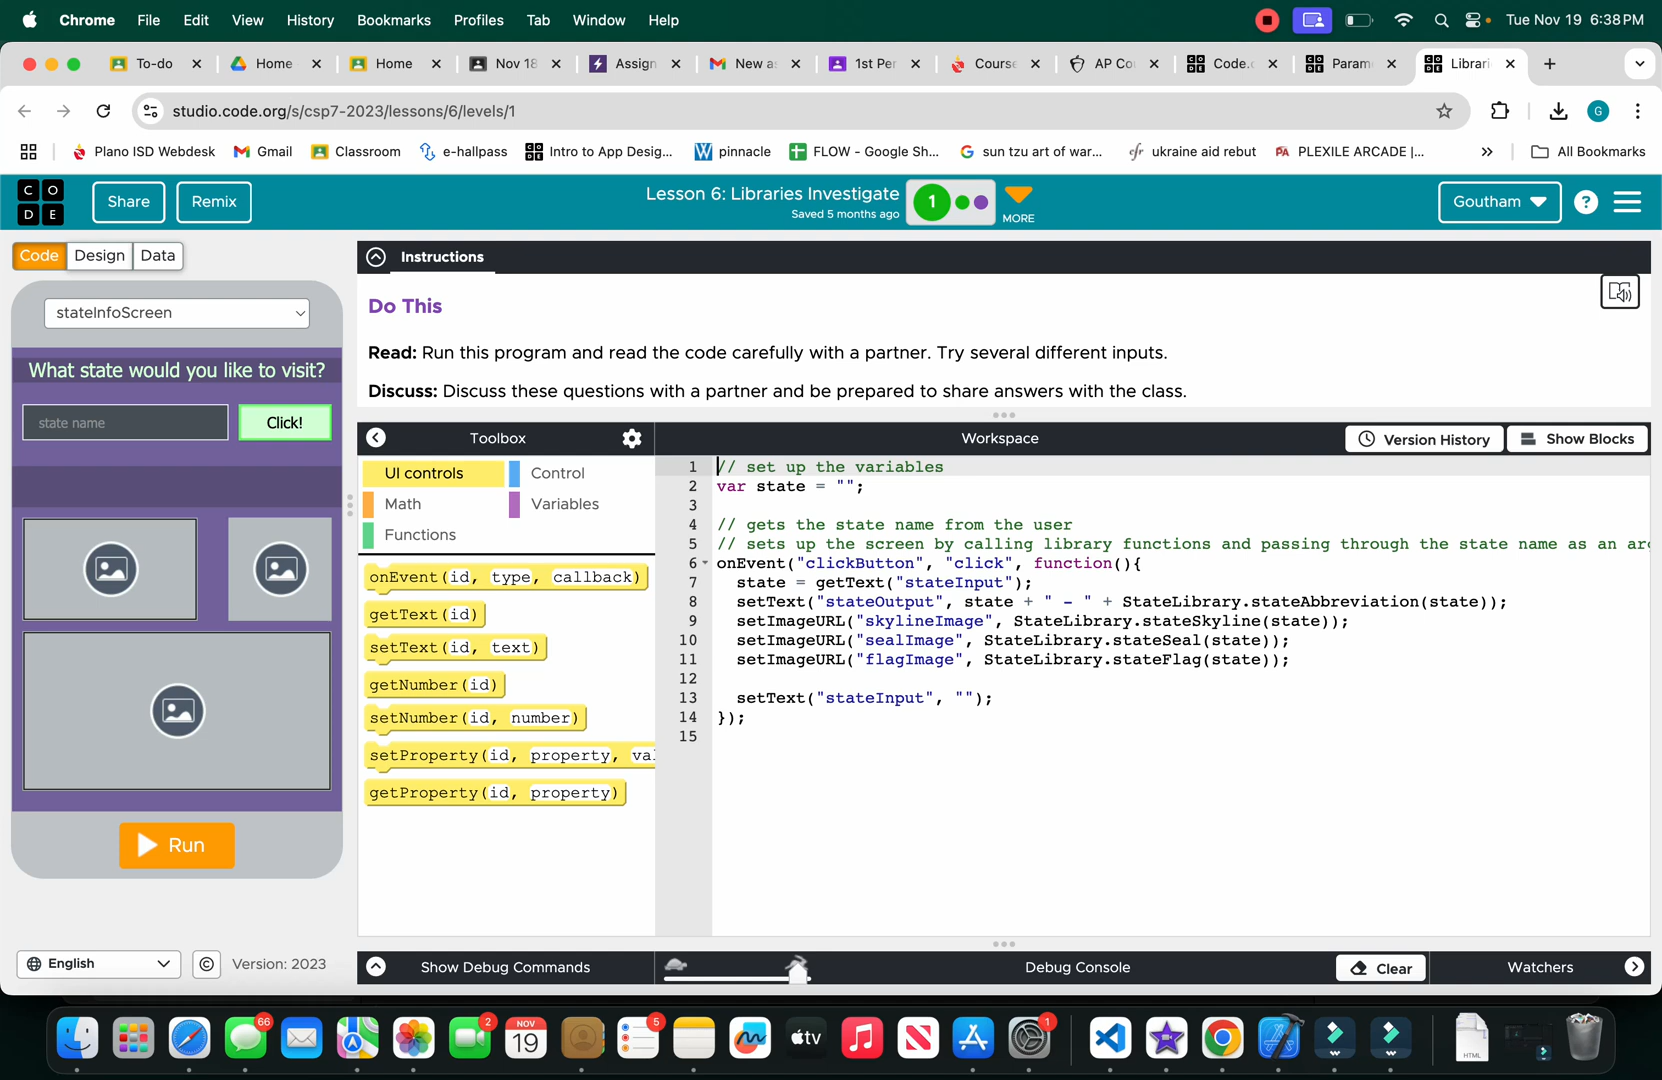 Chrome File Edit View History Bookmarks Profiles Tab Window Help Tue Nov 19 6:38 PM
To-do Home Home Nov 18 Assign New a 1st Per Course AP Co Code. Param Librari
studio.code.org/s/csp7-2023/lessons/6/levels/1 G
Plano ISD Webdesk Gmail Classroom e-hallpass Intro to App Desig... pinnacle FLOW - Google Sh... sun tzu art of war... cfr ukraine aid rebut PA PLEXILE ARCADE |... » All Bookmarks
CODE Share Remix Lesson 6: Libraries Investigate 1 MORE Goutham ?
Saved 5 months ago
Code Design Data
Instructions
stateInfoScreen
Do This
Read: Run this program and read the code carefully with a partner. Try several different inputs.
Discuss: Discuss these questions with a partner and be prepared to share answers with the class.
What state would you like to visit?
state name Click!
Run
English © Version: 2023
Toolbox Workspace Version History Show Blocks
UI controls Control
Math Variables
Functions
onEvent(id, type, callback)
getText(id)
setText(id, text)
getNumber(id)
setNumber(id, number)
setProperty(id, property, val
getProperty(id, property)
1 // set up the variables
2 var state = "";
3
4 // gets the state name from the user
5 // sets up the screen by calling library functions and passing through the state name as an
6 onEvent("clickButton", "click", function(){
7 state = getText("stateInput");
8 setText("stateOutput", state + " - " + StateLibrary.stateAbbreviation(state));
9 setImageURL("skylineImage", StateLibrary.stateSkyline(state));
10 setImageURL("sealImage", StateLibrary.stateSeal(state));
11 setImageURL("flagImage", StateLibrary.stateFlag(state));
12
13 setText("stateInput", "");
14 });
15
Show Debug Commands Debug Console Clear Watchers
66 2 NOV 19 5 tv 1 HTML